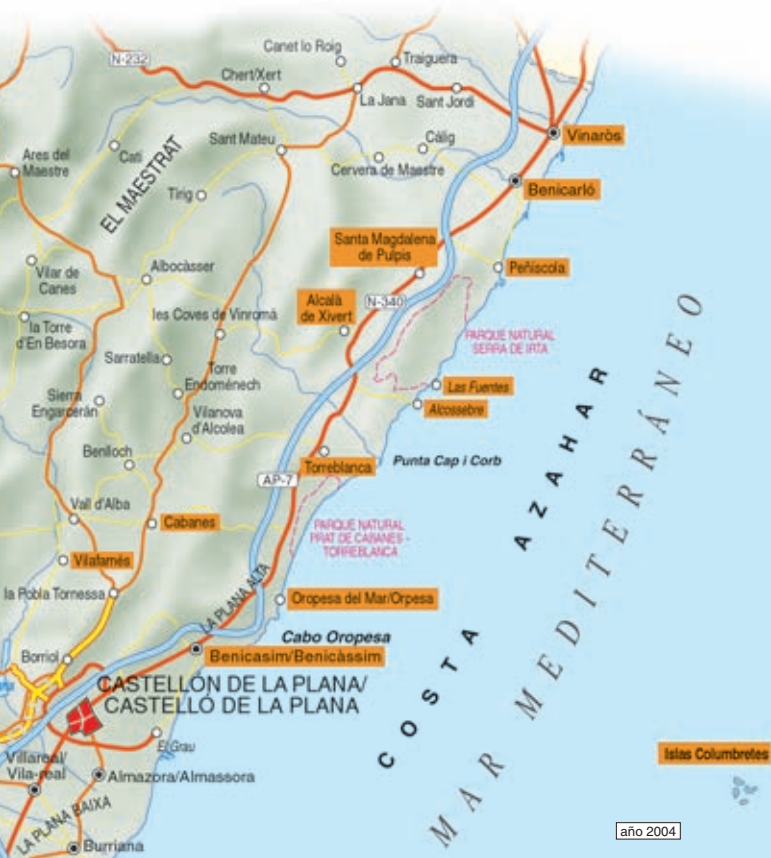 Canet lo Roig
N-232
Traiguera
Chert/Xert
La Jana
Sant Jordi
Vinaròs
Sant Mateu
Càlig
Catí
Ares del
Maestre
EL MAESTRAT
Cervera de Maestre
Benicarló
Tírig
Santa Magdalena
de Pulpis
Peñíscola
Vilar de
Canes
Albocàsser
Alcalà
de Xivert
N-340
la Torre
d'En Besora
les Coves de Vinromà
PARQUE NATURAL
SERRA DE IRTA
Sarratella
Torre
Endoménech
Las Fuentes
Sierra
Engarcerán
Alcossebre
Vilanova
d'Alcolea
Benlloch
Torreblanca
Punta Cap i Corb
AP-7
Vall d'Alba
Cabanes
PARQUE NATURAL
PRAT DE CABANES -
TORREBLANCA
Vilafamés
la Pobla Tornessa
LA PLANA ALTA
Oropesa del Mar/Orpesa
Cabo Oropesa
Borriol
Benicasim/Benicàssim
CASTELLÓN DE LA PLANA/
CASTELLÓ DE LA PLANA
El Grau
Villareal/
Vila-real
Almazora/Almassora
LA PLANA BAIXA
Burriana
COSTA AZAHAR
MAR MEDITERRÁNEO
Islas Columbretes
año 2004